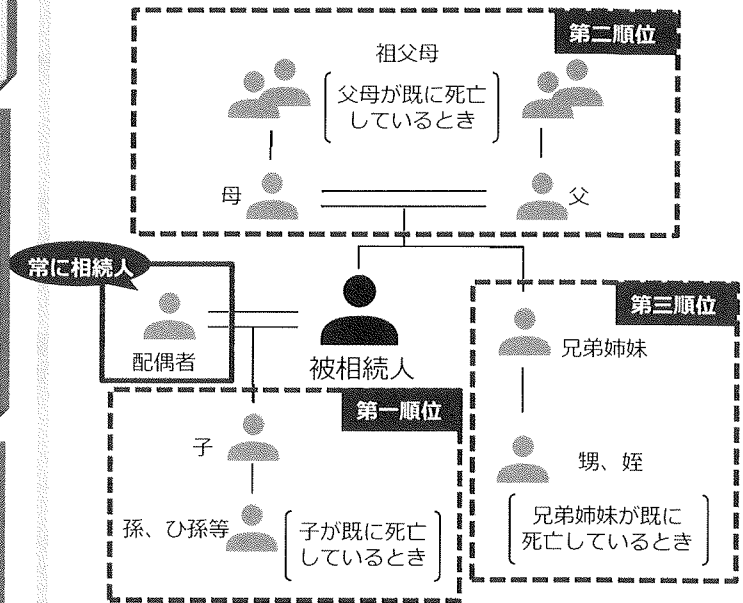 第二順位
祖父母
父母が既に死亡
しているとき
母
父
常に相続人
配偶者
被相続人
第三順位
兄弟姉妹
甥、姪
兄弟姉妹が既に
死亡しているとき
第一順位
子
孫、ひ孫等
子が既に死亡
しているとき